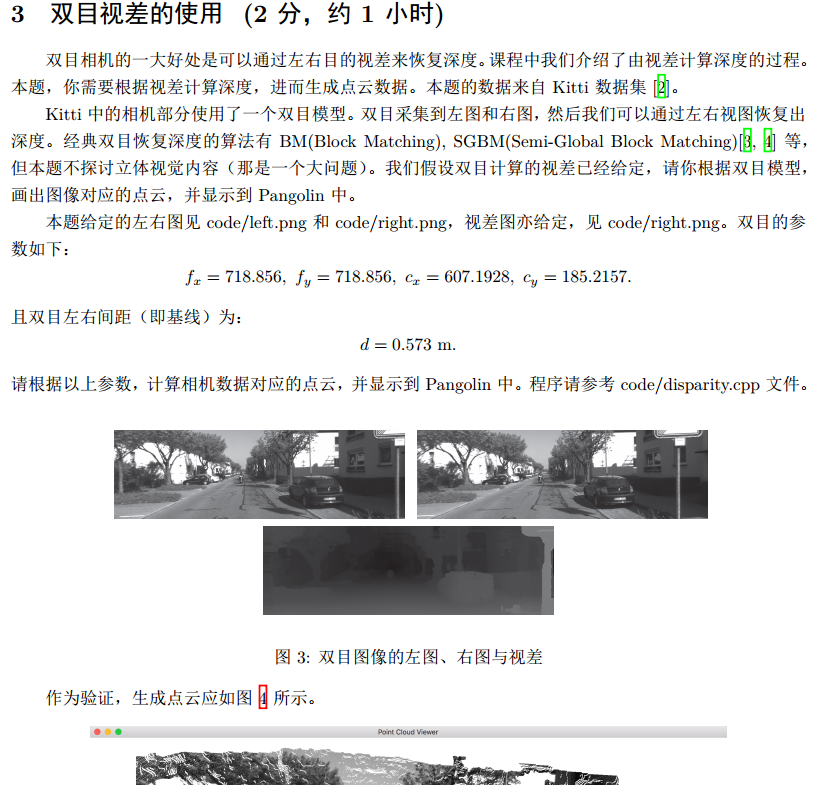 3 双目视差的使用 (2 分，约 1 小时)
双目相机的一大好处是可以通过左右目的视差来恢复深度。课程中我们介绍了由视差计算深度的过程。
本题，你需要根据视差计算深度，进而生成点云数据。本题的数据来自 Kitti 数据集 [2]。
Kitti 中的相机部分使用了一个双目模型。双目采集到左图和右图，然后我们可以通过左右视图恢复出
深度。经典双目恢复深度的算法有 BM(Block Matching), SGBM(Semi-Global Block Matching)[3, 4] 等，
但本题不探讨立体视觉内容（那是一个大问题）。我们假设双目计算的视差已经给定，请你根据双目模型，
画出图像对应的点云，并显示到 Pangolin 中。
本题给定的左右图见 code/left.png 和 code/right.png，视差图亦给定，见 code/right.png。双目的参
数如下：
fx = 718.856, fy = 718.856, cx = 607.1928, cy = 185.2157.
且双目左右间距（即基线）为：
d = 0.573 m.
请根据以上参数，计算相机数据对应的点云，并显示到 Pangolin 中。程序请参考 code/disparity.cpp 文件。
图 3: 双目图像的左图、右图与视差
作为验证，生成点云应如图 4 所示。
Point Cloud Viewer